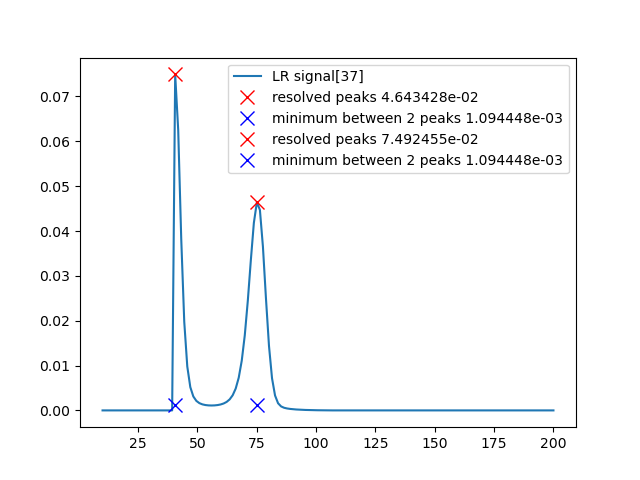 LR signal[37]
resolved peaks 4.643428e-02
minimum between 2 peaks 1.094448e-03
resolved peaks 7.492455e-02
minimum between 2 peaks 1.094448e-03
0.07
0.06
0.05
0.04
0.03
0.02
0.01
0.00
25 50 75 100 125 150 175 200